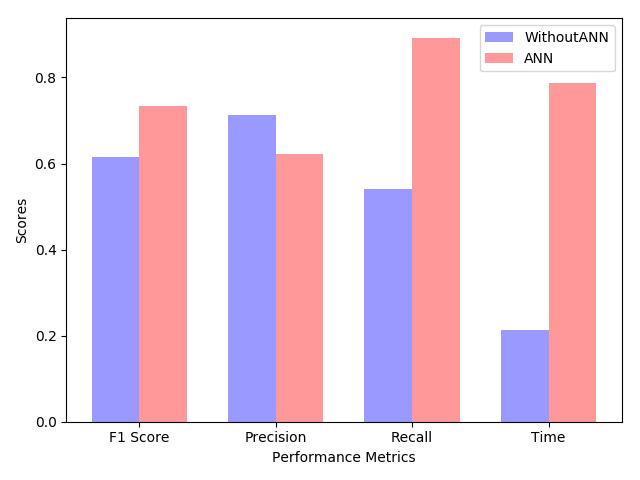 WithoutANN
ANN
Scores
0.8
0.6
0.4
0.2
0.0
F1 Score Precision Recall Time
Performance Metrics